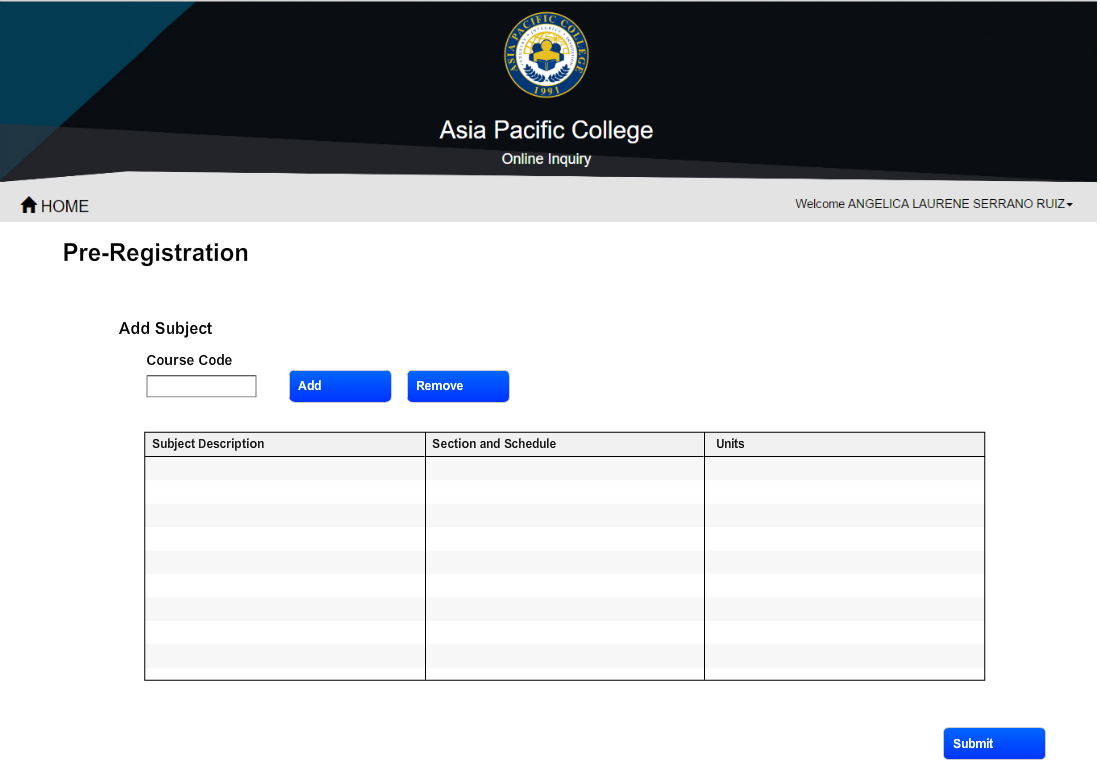 ASIA PACIFIC COLLEGE
1991
Asia Pacific College
Online Inquiry
HOME
Welcome ANGELICA LAURENE SERRANO RUIZ
Pre-Registration
Add Subject
Course Code
Add
Remove
Subject Description
Section and Schedule
Units
Submit